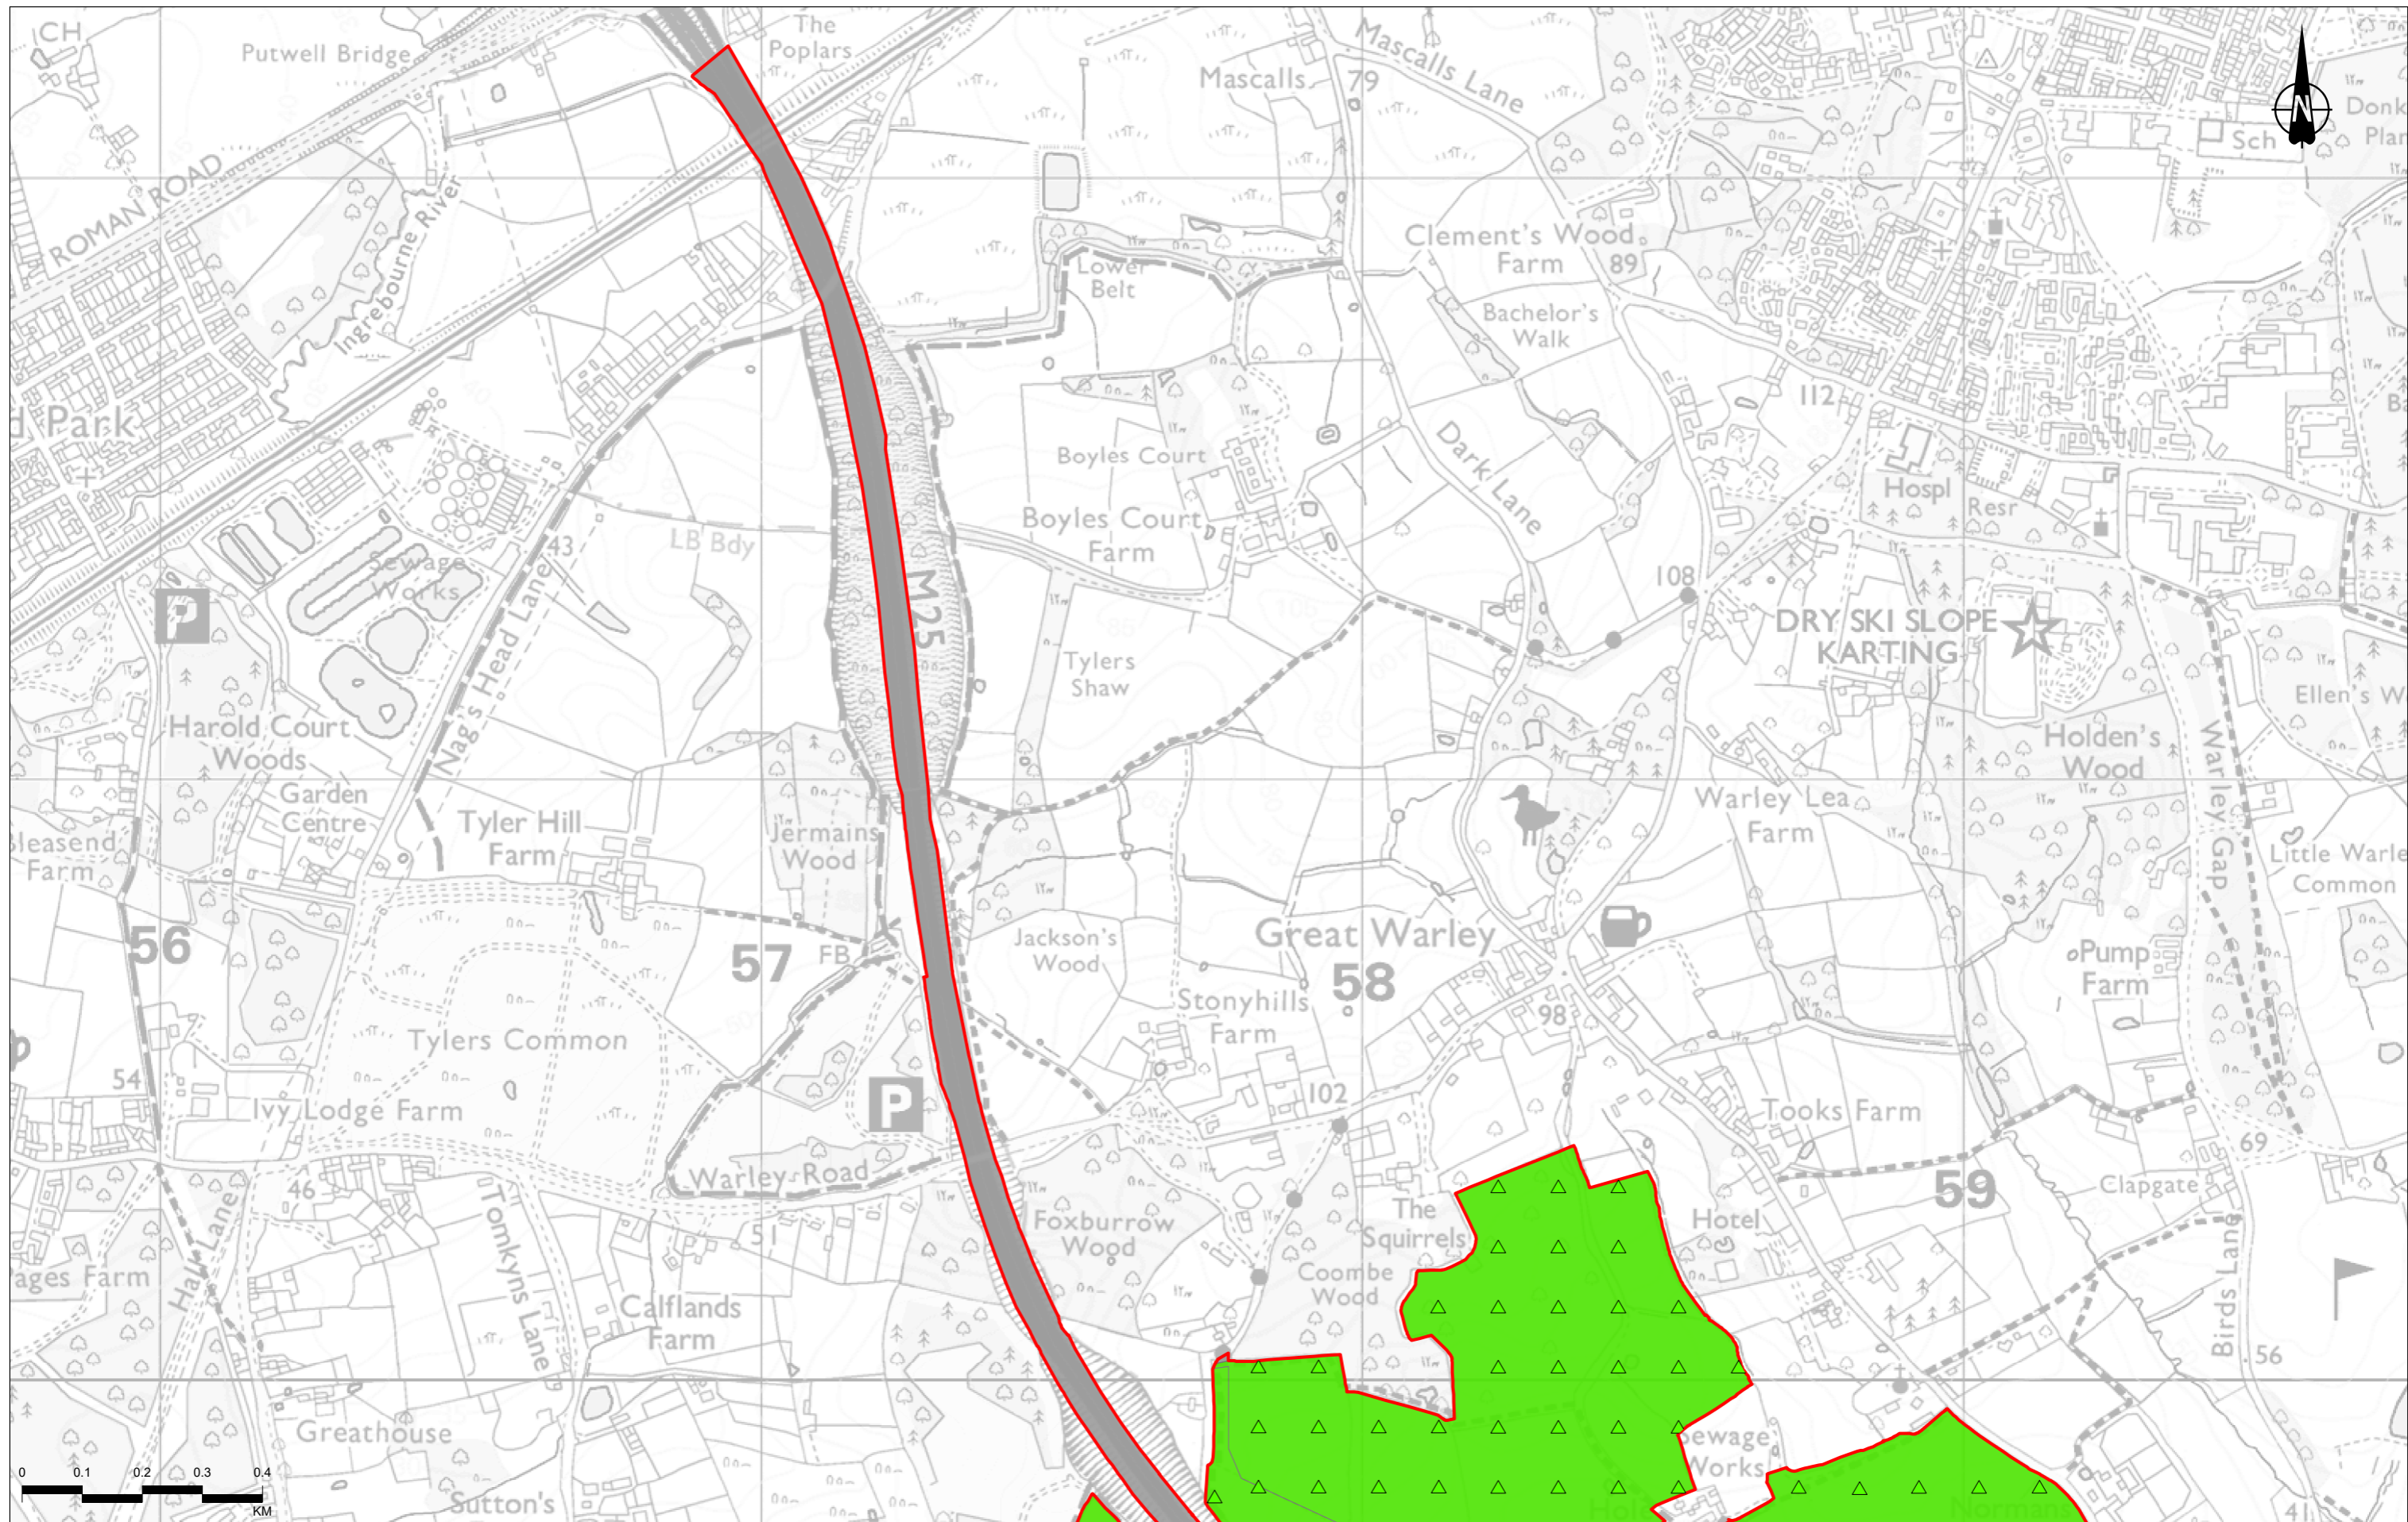 CH
Putwell Bridge
The
Poplars
Mascalls
79
Mascalls Lane
N
Sch
ROMAN ROAD
Ingrebourne River
Lower
Belt
Clement's Wood
Farm
89
Bachelor's
Walk
112
d Park
Boyles Court
Dark Lane
Hospl
Resr
Boyles Court
Farm
LB Bdy
43
Sewage
Works
M25
P
108
DRY SKI SLOPE
KARTING
Tylers
Shaw
Nag's Head Lane
Ellen's W
Harold Court
Woods
Holden's
Wood
Warley Gap
Garden
Centre
Tyler Hill
Farm
Jermains
Wood
Warley Lea
Farm
leasend
Farm
Little Warle
Common
56
57
FB
Jackson's
Wood
Great Warley
58
Pump
Farm
Stonyhills
Farm
98
Tylers Common
54
P
102
Ivy Lodge Farm
Tooks Farm
69
Warley Road
46
Clapgate
59
Hall Lane
Tomkyns Lane
51
Foxburrow
Wood
The
Squirrels
Hotel
ages Farm
Coombe
Wood
Birds Lane
Calflands
Farm
56
Greathouse
Sewage
Works
0 0.1 0.2 0.3 0.4
KM
Sutton's
Hole
Normans
41